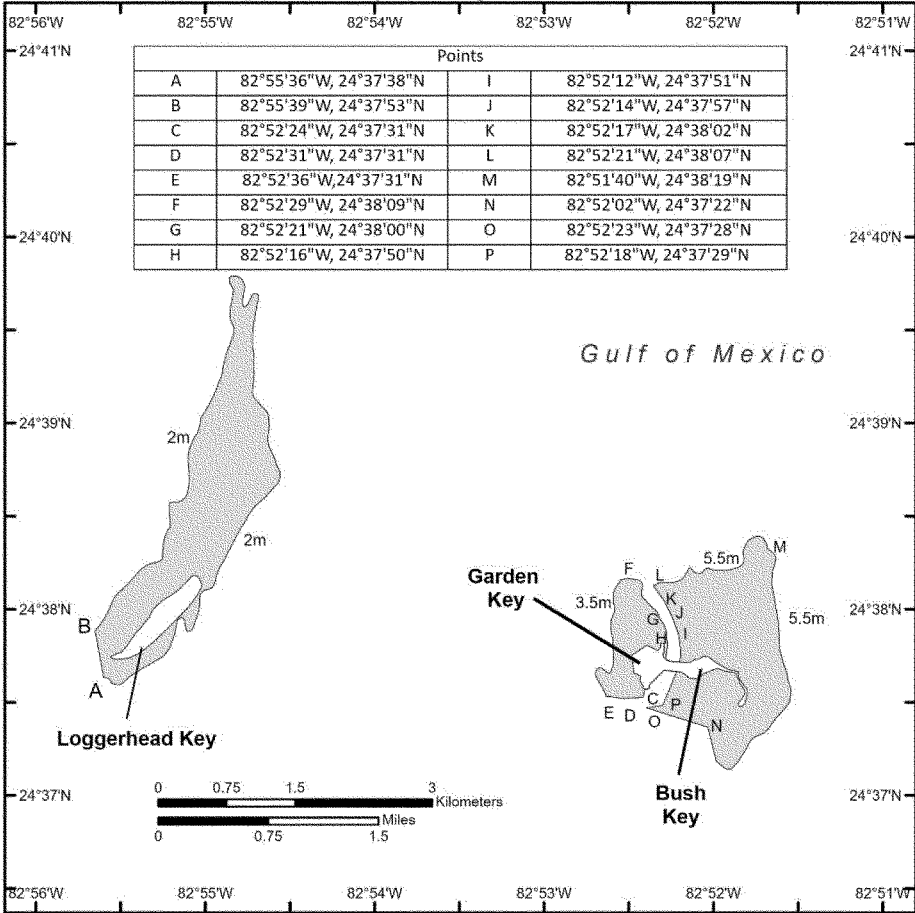 82°56'W 82°55'W 82°54'W 82°53'W 82°52'W 82°51'W
24°41'N 24°41'N
Points
A 82°55'36"W, 24°37'38"N I 82°52'12"W, 24°37'51"N
B 82°55'39"W, 24°37'53"N J 82°52'14"W, 24°37'57"N
C 82°52'24"W, 24°37'31"N K 82°52'17"W, 24°38'02"N
D 82°52'31"W, 24°37'31"N L 82°52'21"W, 24°38'07"N
E 82°52'36"W,24°37'31"N M 82°51'40"W, 24°38'19"N
F 82°52'29"W, 24°38'09"N N 82°52'02"W, 24°37'22"N
G 82°52'21"W, 24°38'00"N O 82°52'23"W, 24°37'28"N
H 82°52'16"W, 24°37'50"N P 82°52'18"W, 24°37'29"N
24°40'N 24°40'N
Gulf of Mexico
24°39'N 24°39'N
2m
2m
M
5.5m
F L
Garden
Key
3.5m K
J
24°38'N 24°38'N
G
5.5m
B
I
H
A
C P
E D O N
Loggerhead Key
0 0.75 1.5 3
Kilometers
Miles
0 0.75 1.5
24°37'N 24°37'N
Bush
Key
82°56'W 82°55'W 82°54'W 82°53'W 82°52'W 82°51'W